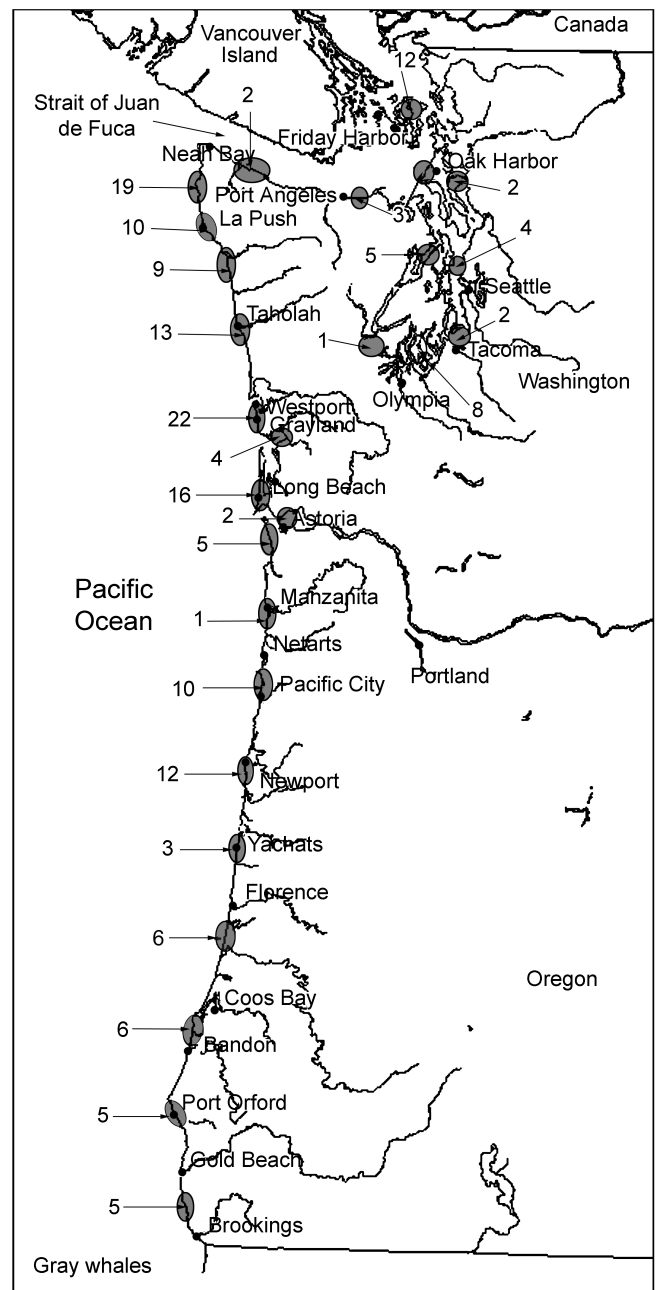 Canada
Vancouver
Island
12
Strait of Juan
de Fuca
2
Friday Harbor
Neah Bay
Oak Harbor
19
Port Angeles
2
3
10
La Push
4
5
9
Seattle
Taholah
13
1
2
Tacoma
Washington
Olympia
8
22
Westport
Grayland
4
16
Long Beach
2
Astoria
5
Pacific
Ocean
Manzanita
1
Netarts
Portland
10
Pacific City
12
Newport
3
Yachats
Florence
6
Oregon
Coos Bay
6
Bandon
5
Port Orford
Gold Beach
5
Brookings
Gray whales